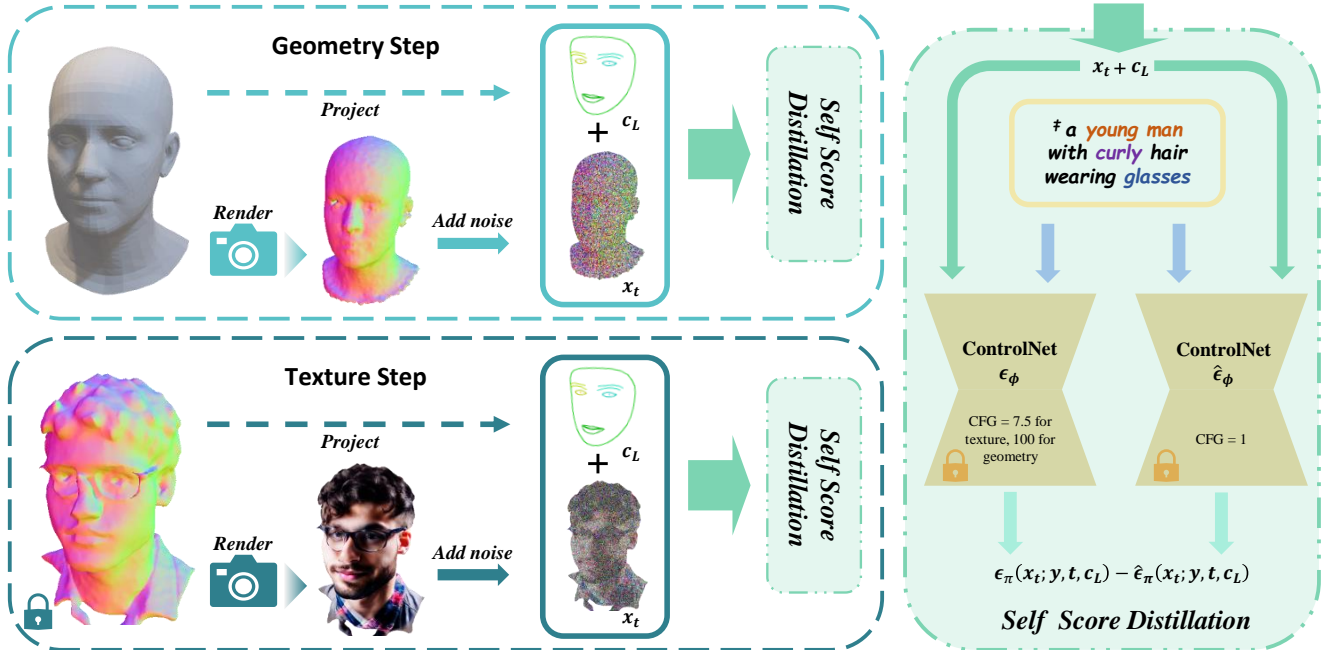 Geometry Step
Project
Render
Add noise
c_L
+
x_t
Self Score
Distillation
Texture Step
Project
Render
Add noise
c_L
+
x_t
Self Score
Distillation
x_t + c_L
‡ a young man
with curly hair
wearing glasses
ControlNet
ϵ_ϕ
CFG = 7.5 for
texture, 100 for
geometry
ControlNet
ϵ̂_ϕ
CFG = 1
ϵ_π(x_t; y, t, c_L) − ϵ̂_π(x_t; y, t, c_L)
Self Score Distillation